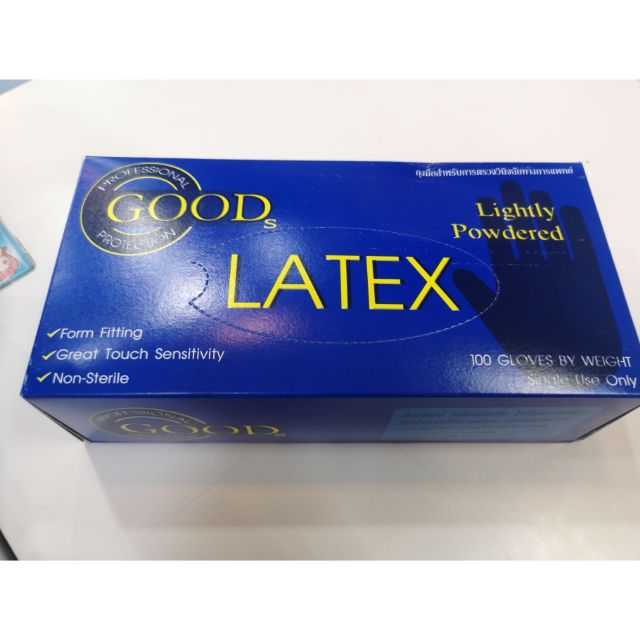 PROFESSIONAL
GOODS
PROTECTION
ถุงมือสำหรับการตรวจวินิจฉัยทางการแพทย์
Lightly
Powdered
LATEX
✓Form Fitting
✓Great Touch Sensitivity
✓Non-Sterile
100 GLOVES BY WEIGHT
Single Use Only
PROFESSIONAL
GOODS